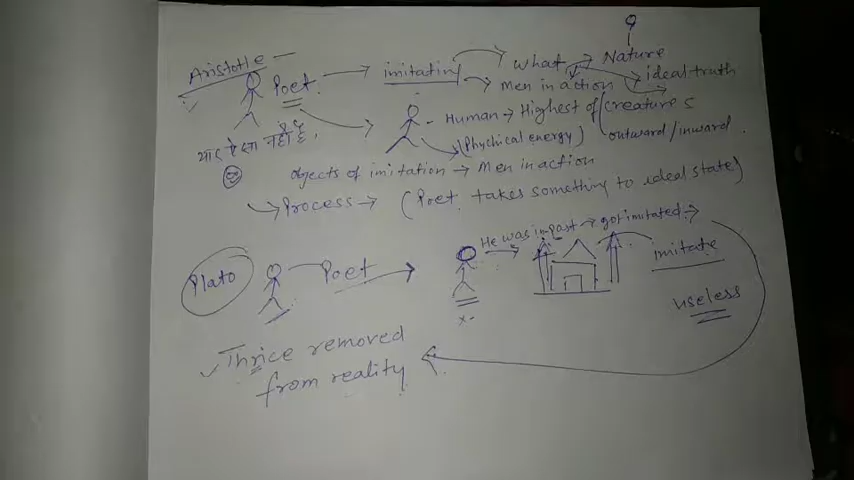 Aristotle —
Poet → imitating → what → Nature
→ men in action → ideal truth
Human → Highest of creatures
(Phychical energy) outward / inward.
भाई ऐसा नहीं है,
objects of imitation → Men in action
→ Process → (Poet takes something to ideal state)
He was in past → got imitated →
Plato Poet → imitate
useless
Thrice removed
from reality